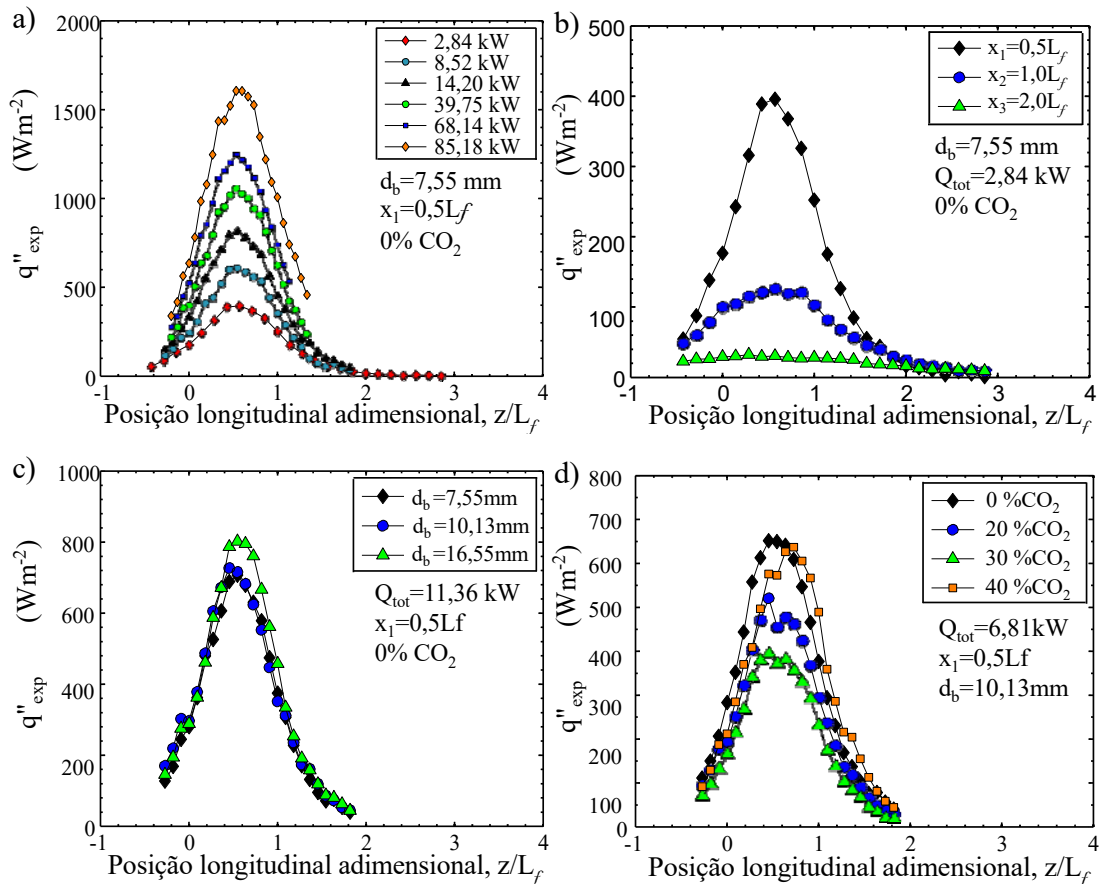 a)
2000
1500
1000
500
0
q''exp (Wm-2)
-1 0 1 2 3 4
Posição longitudinal adimensional, z/Lf
2,84 kW
8,52 kW
14,20 kW
39,75 kW
68,14 kW
85,18 kW
db=7,55 mm
x1=0,5Lf
0% CO2
b)
500
400
300
200
100
0
q''exp (Wm-2)
-1 0 1 2 3 4
Posição longitudinal adimensional, z/Lf
x1=0,5Lf
x2=1,0Lf
x3=2,0Lf
db=7,55 mm
Qtot=2,84 kW
0% CO2
c)
1000
800
600
400
200
0
q''exp (Wm-2)
-1 0 1 2 3 4
Posição longitudinal adimensional, z/Lf
db=7,55mm
db=10,13mm
db=16,55mm
Qtot=11,36 kW
x1=0,5Lf
0% CO2
d)
800
700
600
500
400
300
200
100
0
q''exp (Wm-2)
-1 0 1 2 3 4
Posição longitudinal adimensional, z/Lf
0 %CO2
20 %CO2
30 %CO2
40 %CO2
Qtot=6,81kW
x1=0,5Lf
db=10,13mm